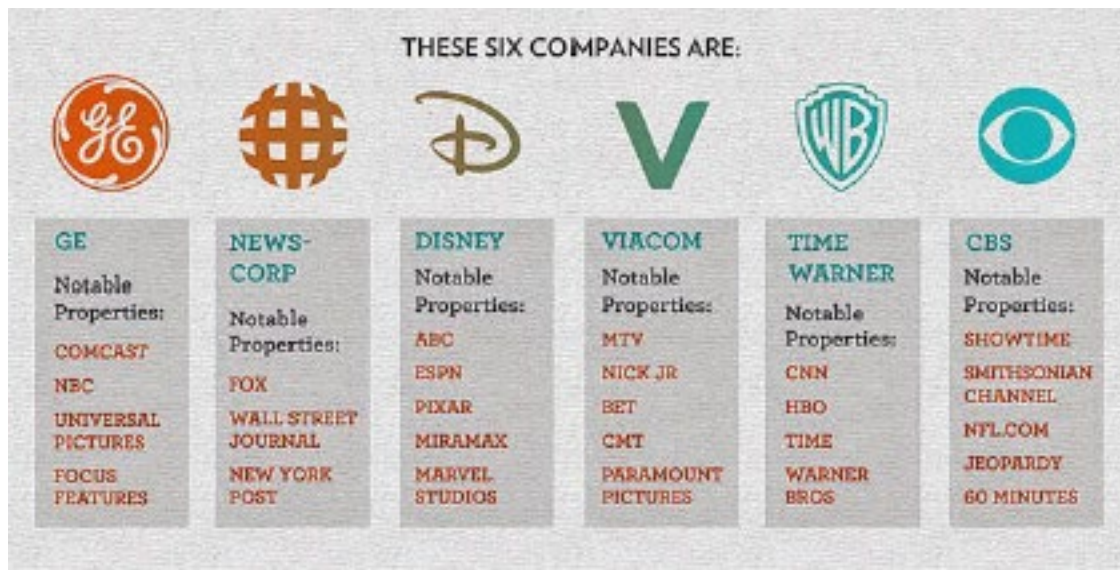 THESE SIX COMPANIES ARE:
GE
WB
GE
Notable
Properties:
COMCAST
NBC
UNIVERSAL
PICTURES
FOCUS
FEATURES
NEWS-
CORP
Notable
Properties:
FOX
WALL STREET
JOURNAL
NEW YORK
POST
DISNEY
Notable
Properties:
ABC
ESPN
PIXAR
MIRAMAX
MARVEL
STUDIOS
VIACOM
Notable
Properties:
MTV
NICK JR
BET
CMT
PARAMOUNT
PICTURES
TIME
WARNER
Notable
Properties:
CNN
HBO
TIME
WARNER
BROS
CBS
Notable
Properties:
SHOWTIME
SMITHSONIAN
CHANNEL
NFL.COM
JEOPARDY
60 MINUTES